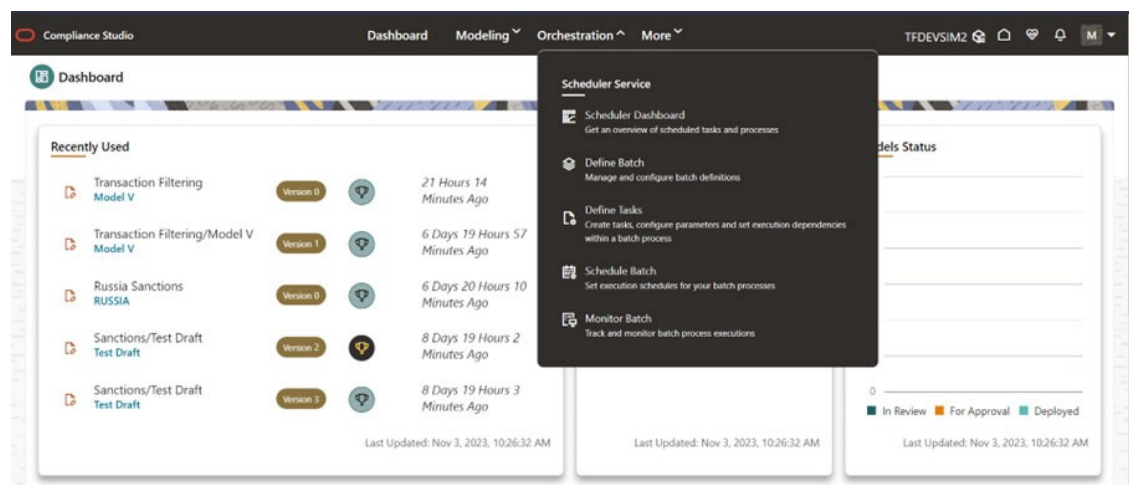 Compliance Studio
Dashboard
Modeling
Orchestration
More
TFDEVSIM2
M
Dashboard
Scheduler Service
Scheduler Dashboard
Get an overview of scheduled tasks and processes
Define Batch
Manage and configure batch definitions
Define Tasks
Create tasks, configure parameters and set execution dependencies
within a batch process
Schedule Batch
Set execution schedules for your batch processes
Monitor Batch
Track and monitor batch process executions
Recently Used
Transaction Filtering
Model V
Version 0
21 Hours 14
Minutes Ago
Transaction Filtering/Model V
Model V
Version 1
6 Days 19 Hours 57
Minutes Ago
Russia Sanctions
RUSSIA
Version 0
6 Days 20 Hours 10
Minutes Ago
Sanctions/Test Draft
Test Draft
Version 2
8 Days 19 Hours 2
Minutes Ago
Sanctions/Test Draft
Test Draft
Version 3
8 Days 19 Hours 3
Minutes Ago
Last Updated: Nov 3, 2023, 10:26:32 AM
Last Updated: Nov 3, 2023, 10:26:32 AM
dels Status
0
In Review
For Approval
Deployed
Last Updated: Nov 3, 2023, 10:26:32 AM